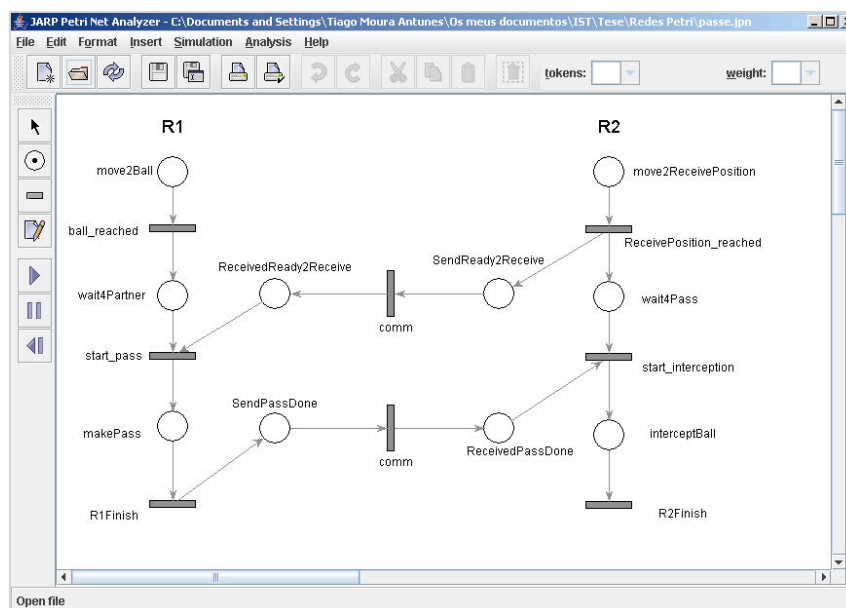 JARP Petri Net Analyzer - C:\Documents and Settings\Tiago Moura Antunes\Os meus documentos\IST\Tese\Redes Petri\passe.jpn
File Edit Format Insert Simulation Analysis Help
tokens: weight:
R1 R2
move2Ball move2ReceivePosition
ball_reached ReceivePosition_reached
ReceivedReady2Receive SendReady2Receive
wait4Partner wait4Pass
comm
start_pass start_interception
SendPassDone
makePass interceptBall
ReceivedPassDone
comm
R1Finish R2Finish
Open file